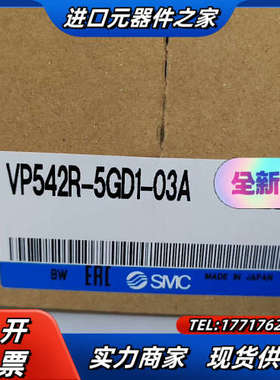 进口元器件之家
VP542R-5GD1-03A
全新
BW EAC SMC MADE IN JAPAN
开
票
TEL:1771762
实力商家 现货供